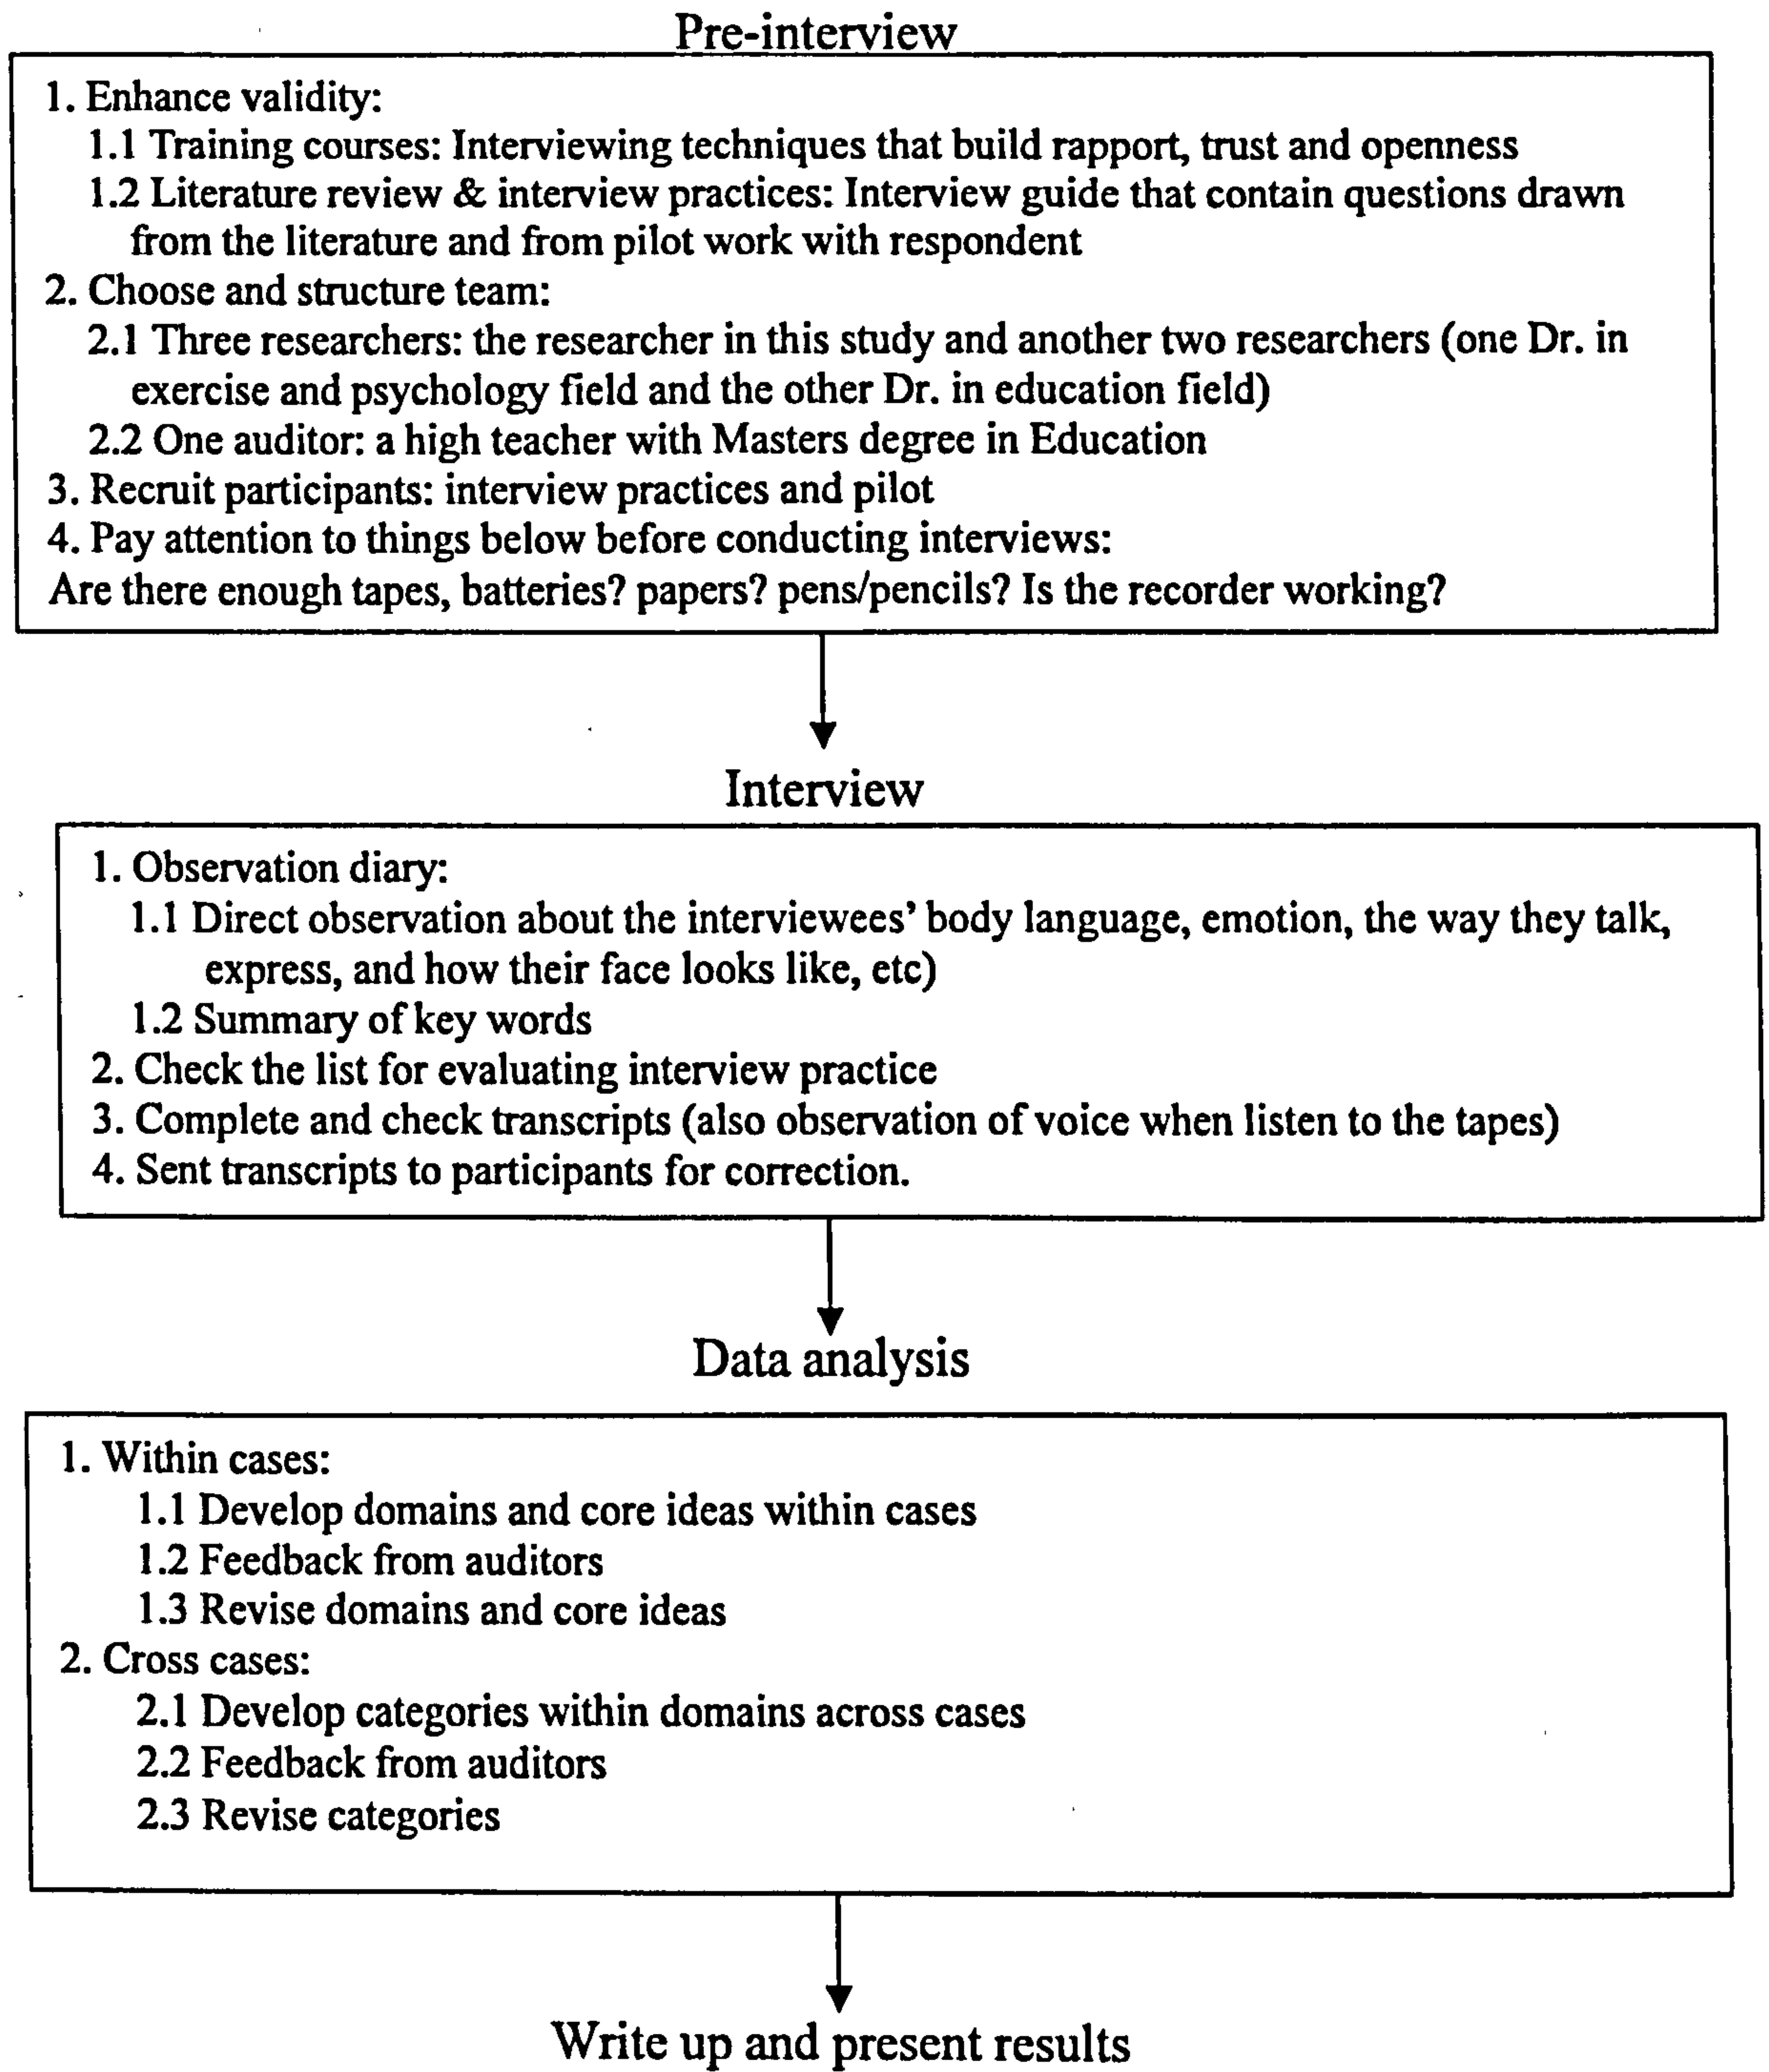 Pre-interview
1. Enhance validity:
1.1 Training courses: Interviewing techniques that build rapport, trust and openness
1.2 Literature review & interview practices: Interview guide that contain questions drawn
from the literature and from pilot work with respondent
2. Choose and structure team:
2.1 Three researchers: the researcher in this study and another two researchers (one Dr. in
exercise and psychology field and the other Dr. in education field)
2.2 One auditor: a high teacher with Masters degree in Education
3. Recruit participants: interview practices and pilot
4. Pay attention to things below before conducting interviews:
Are there enough tapes, batteries? papers? pens/pencils? Is the recorder working?
Interview
1. Observation diary:
1.1 Direct observation about the interviewees’ body language, emotion, the way they talk,
express, and how their face looks like, etc)
1.2 Summary of key words
2. Check the list for evaluating interview practice
3. Complete and check transcripts (also observation of voice when listen to the tapes)
4. Sent transcripts to participants for correction.
Data analysis
1. Within cases:
1.1 Develop domains and core ideas within cases
1.2 Feedback from auditors
1.3 Revise domains and core ideas
2. Cross cases:
2.1 Develop categories within domains across cases
2.2 Feedback from auditors
2.3 Revise categories
Write up and present results